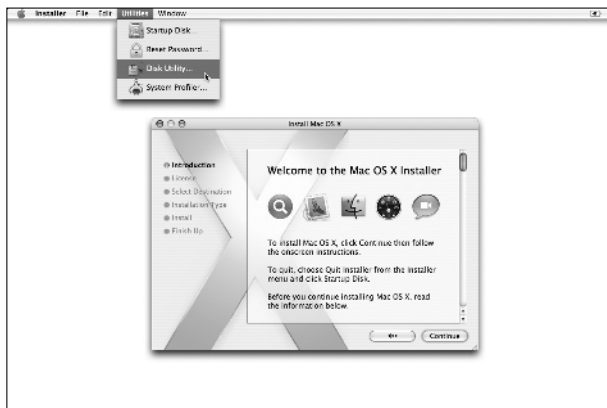 Installer File Edit Utilities Window
Startup Disk...
Reset Password...
Disk Utility...
System Profiler...
Install Mac OS X
Introduction
License
Select Destination
Installation Type
Install
Finish Up
Welcome to the Mac OS X Installer
To install Mac OS X, click Continue then follow
the onscreen instructions.
To quit, choose Quit Installer from the Installer
menu and click Startup Disk.
Before you continue installing Mac OS X, read
the information below.
Continue